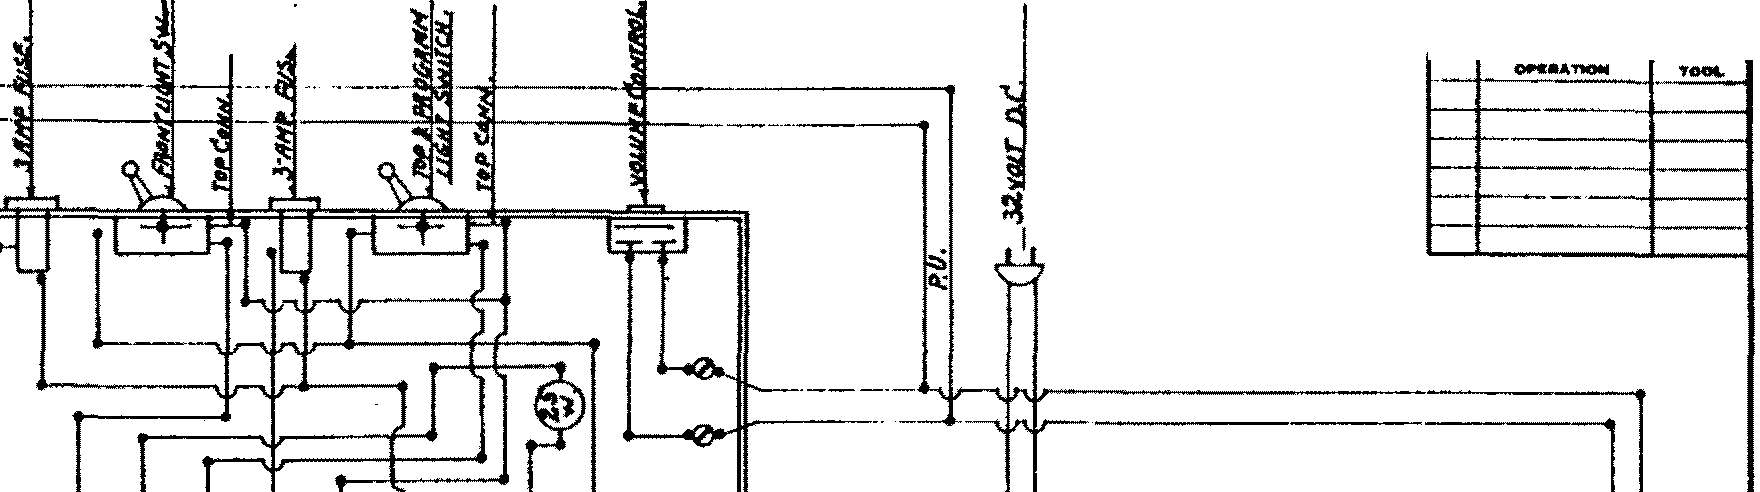 3 AMP FUSE.
FRONT LIGHT SW.
TOP CONN.
3-AMP FUS.
TOP & PROGRAM
LIGHT SWITCH.
TOP CONN.
VOLUME CONTROL.
32 VOLT D.C.
OPERATION
TOOL
P.U.
25
W